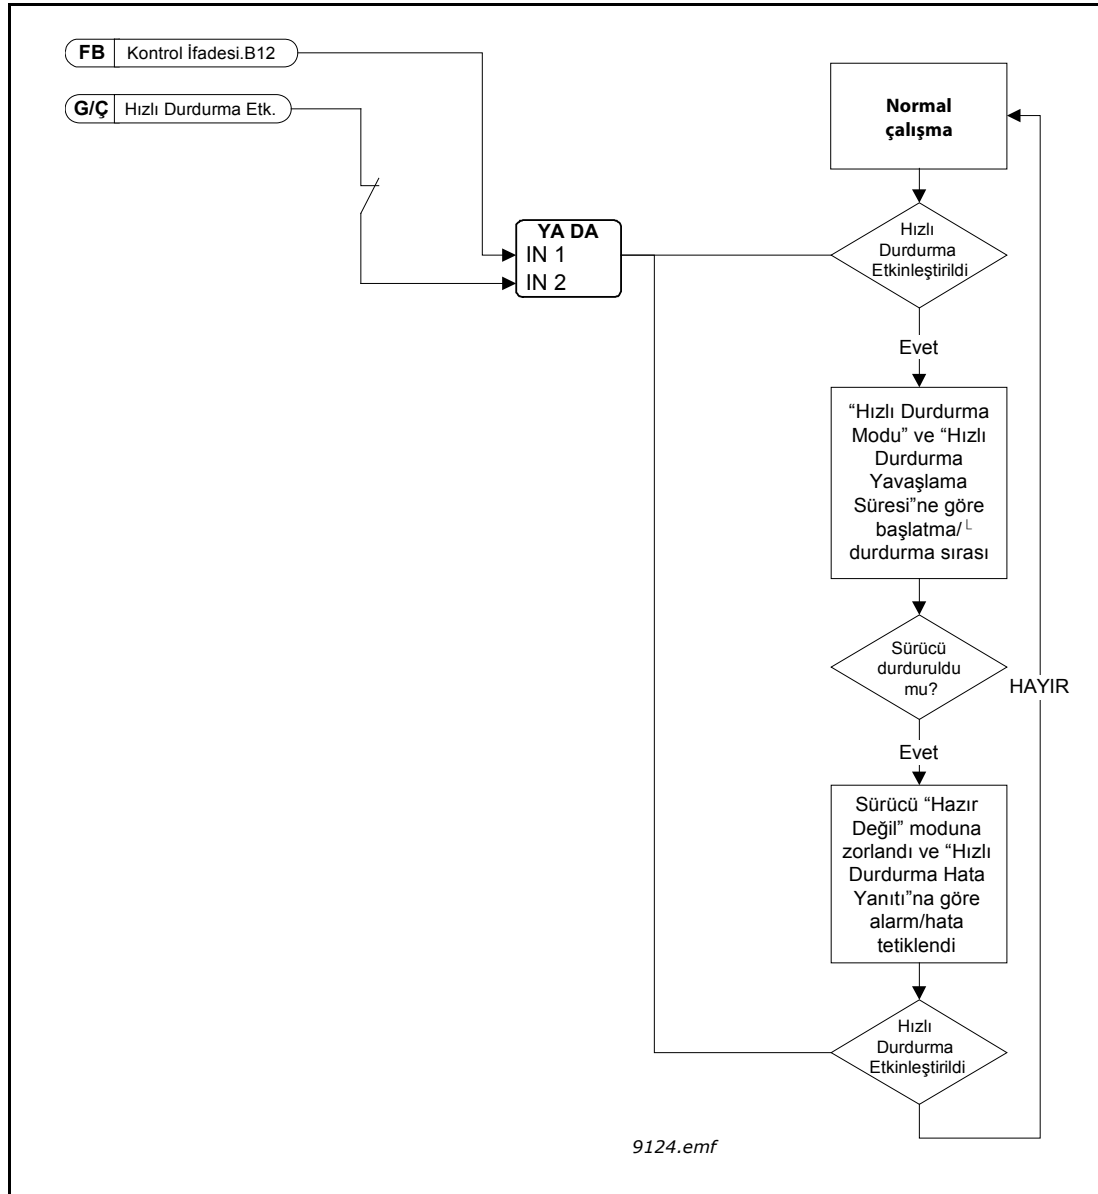 FB Kontrol İfadesi.B12
G/Ç Hızlı Durdurma Etk.
YA DA
IN 1
IN 2
Normal
çalışma
Hızlı
Durdurma
Etkinleştirildi
Evet
“Hızlı Durdurma
Modu” ve “Hızlı
Durdurma
Yavaşlama
Süresi”ne göre
başlatma/
durdurma sırası
Sürücü
durduruldu
mu?
HAYIR
Evet
Sürücü “Hazır
Değil” moduna
zorlandı ve “Hızlı
Durdurma Hata
Yanıtı”na göre
alarm/hata
tetiklendi
Hızlı
Durdurma
Etkinleştirildi
9124.emf